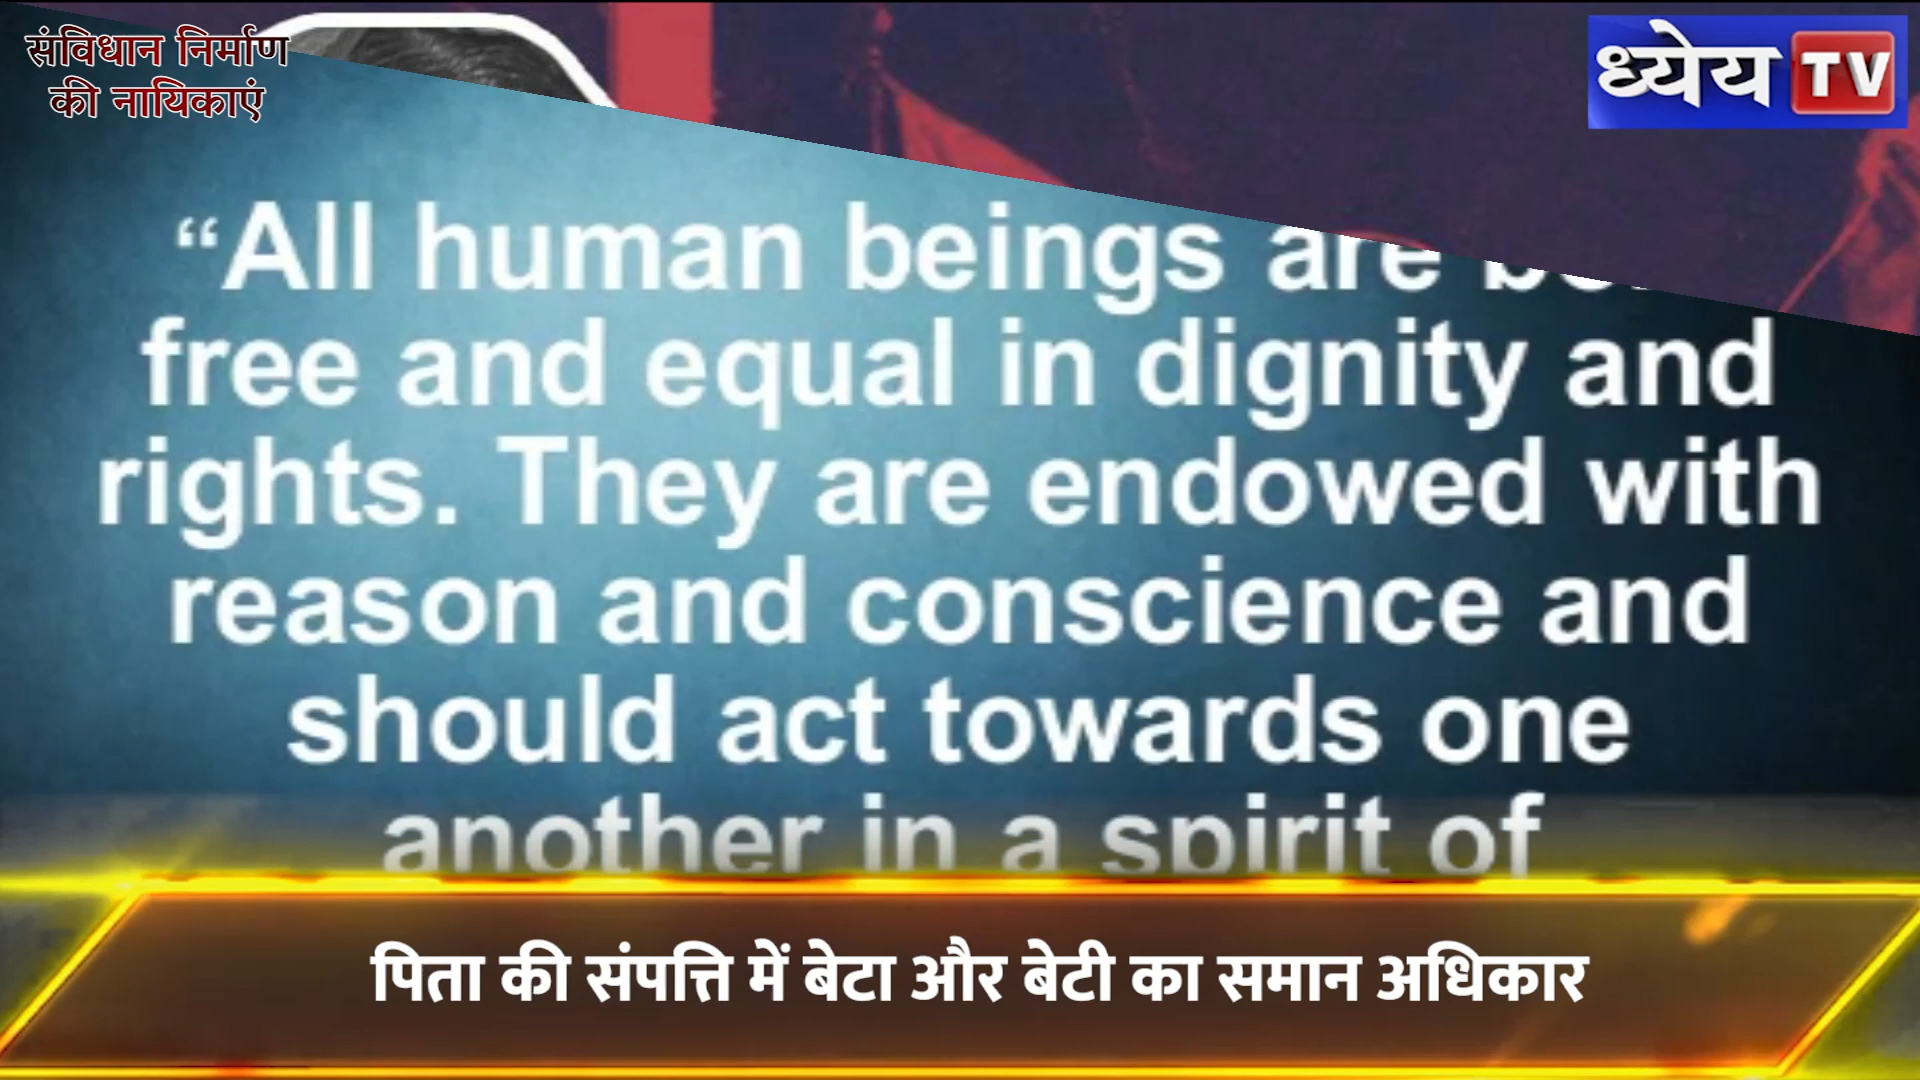 संविधान निर्माण
की नायिकाएं
ध्येय TV
“All human beings are
free and equal in dignity and
rights. They are endowed with
reason and conscience and
should act towards one
another in a spirit of
पिता की संपत्ति में बेटा और बेटी का समान अधिकार